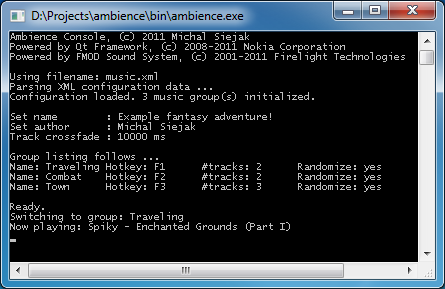 D:\Projects\ambience\bin\ambience.exe
Ambience Console, (c) 2011 Michal Siejak
Powered by Qt Framework, (c) 2008-2011 Nokia Corporation
Powered by FMOD Sound System, (c) 2001-2011 Firelight Technologies
Using filename: music.xml
Parsing XML configuration data ...
Configuration loaded. 3 music group(s) initialized.
Set name : Example fantasy adventure!
Set author : Michal Siejak
Track crossfade : 10000 ms
Group listing follows ...
Name: Traveling Hotkey: F1 #tracks: 2 Randomize: yes
Name: Combat Hotkey: F2 #tracks: 2 Randomize: yes
Name: Town Hotkey: F3 #tracks: 3 Randomize: yes
Ready.
Switching to group: Traveling
Now playing: Spiky - Enchanted Grounds (Part I)